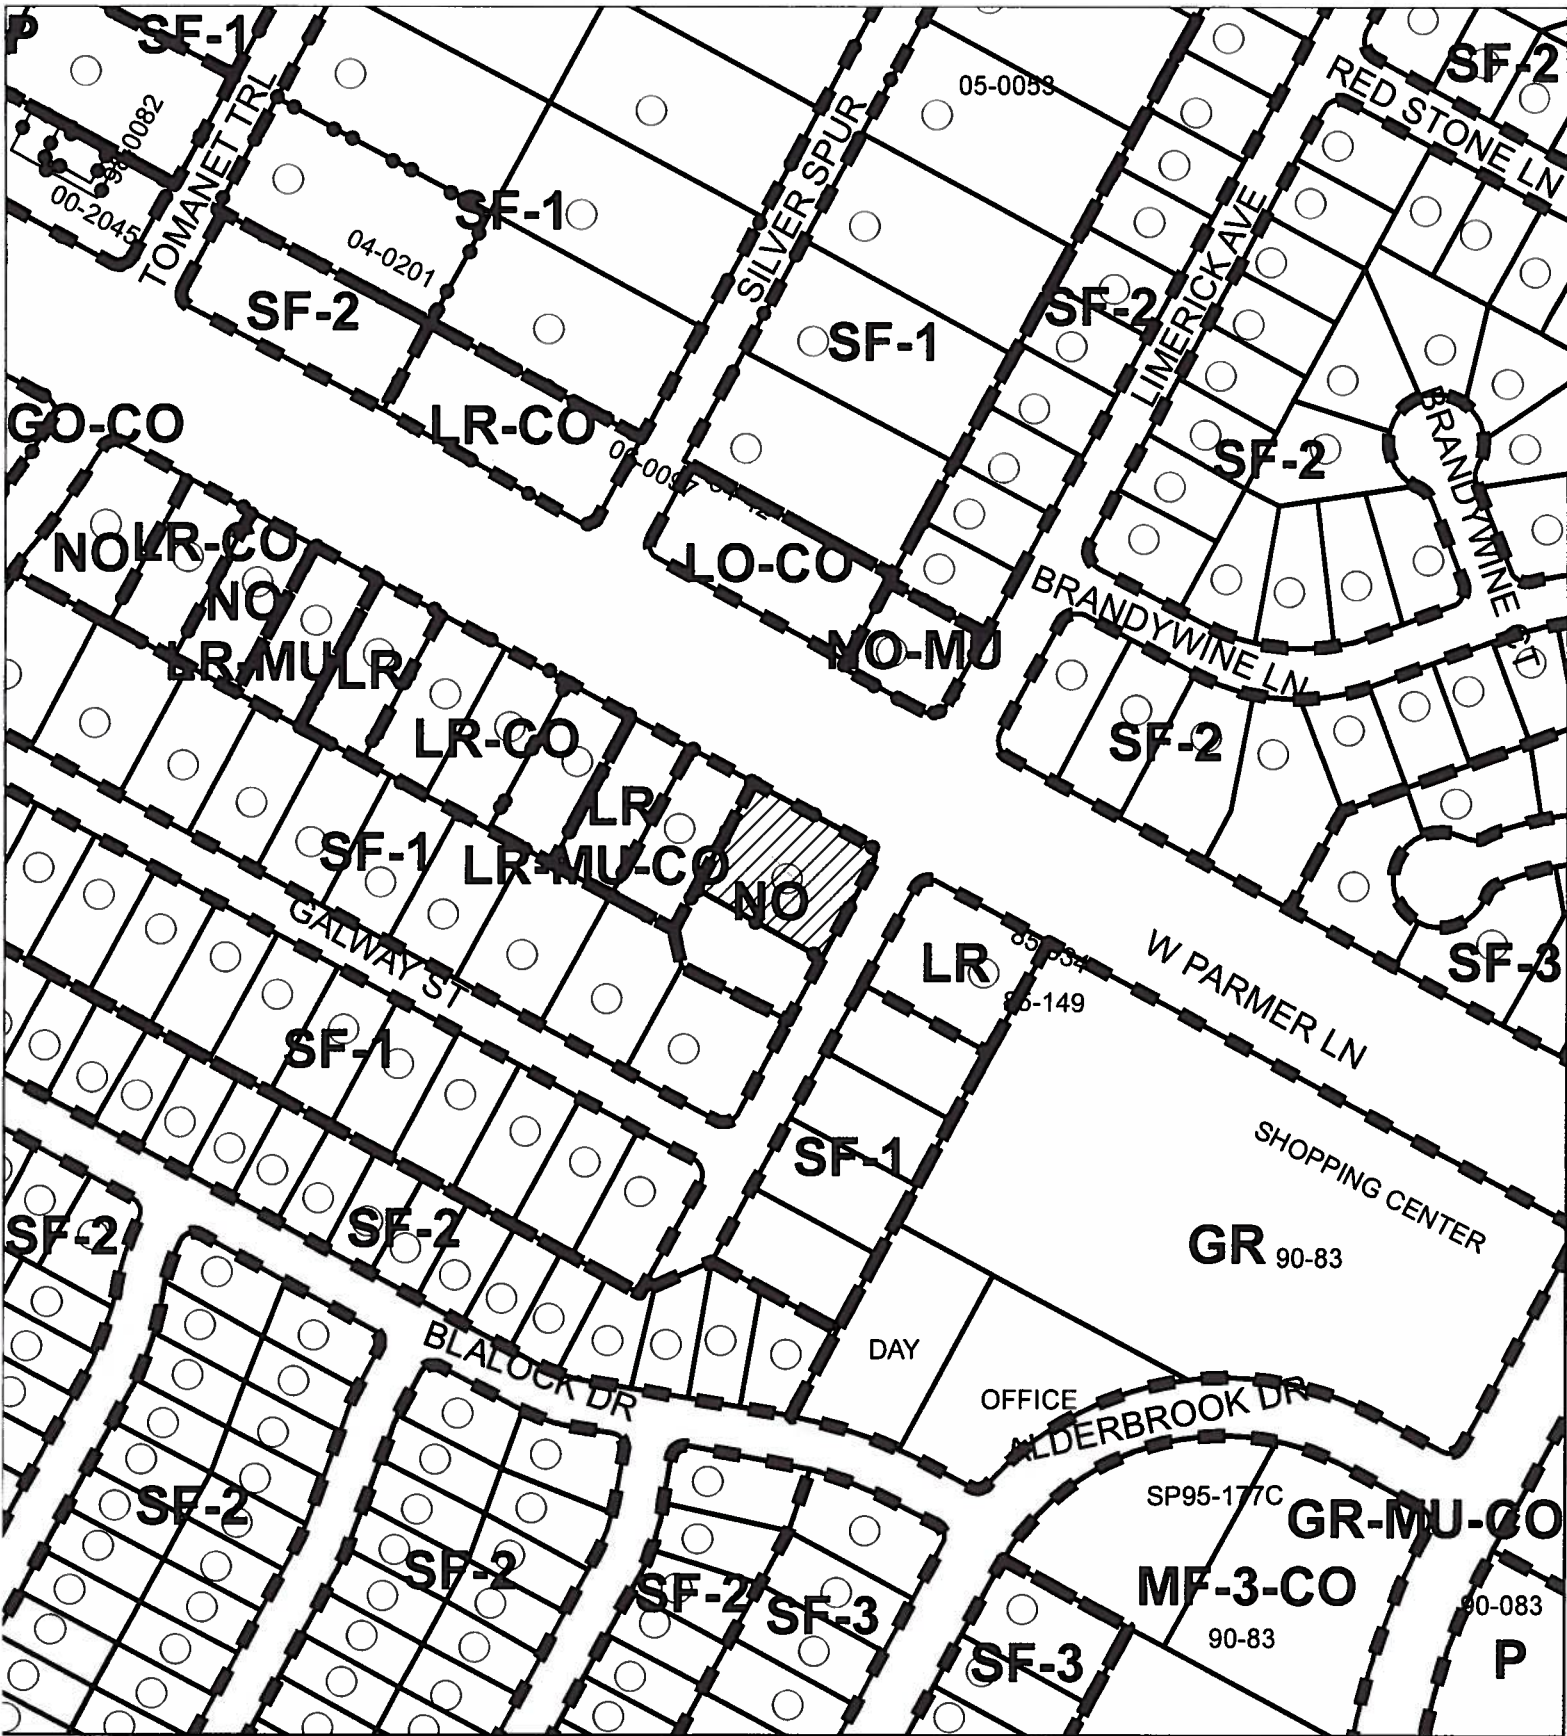 P
SF-1
SF-2
05-0053
RED STONE LN
00-2045
TOMANET TRL
SF-1
SILVER SPUR
04-0201
SF-2
SF-1
SF-2
LIMERICK AVE
GO-CO
LR-CO
SF-2
BRANDYWINE CT
NO
LR-CO
NO
LO-CO
BRANDYWINE LN
LR-MU
LR
NO-MU
LR-CO
SF-2
LR
SF-1
LR-MU-CO
NO
GALWAY ST
LR
W PARMER LN
SF-3
85-149
SF-1
SF-1
SHOPPING CENTER
SF-2
SF-2
GR
90-83
BLALOCK DR
DAY
OFFICE
ALDERBROOK DR
SF-2
SP95-177C
GR-MU-CO
SF-2
SF-2
SF-3
MF-3-CO
90-083
90-83
SF-3
P